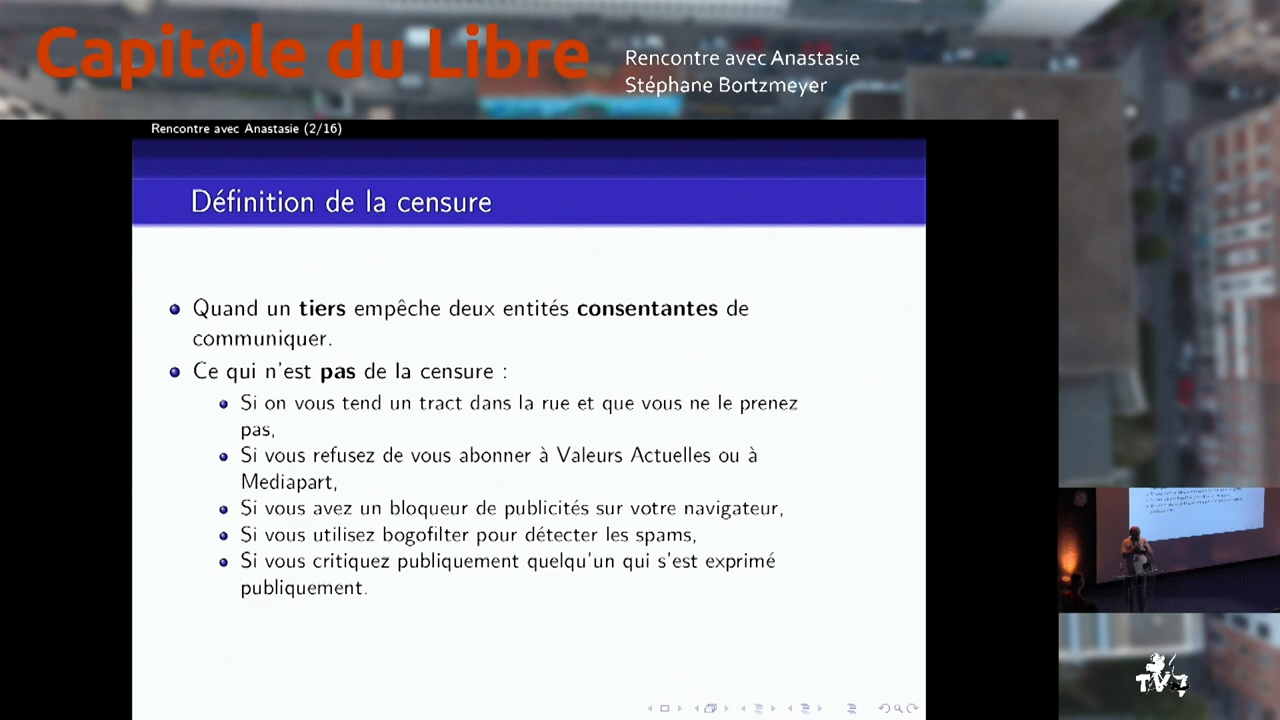 Capitole du Libre
Rencontre avec Anastasie
Stéphane Bortzmeyer
Rencontre avec Anastasie (2/16)
Définition de la censure
Quand un tiers empêche deux entités consentantes de
communiquer.
Ce qui n'est pas de la censure :
Si on vous tend un tract dans la rue et que vous ne le prenez
pas,
Si vous refusez de vous abonner à Valeurs Actuelles ou à
Mediapart,
Si vous avez un bloqueur de publicités sur votre navigateur,
Si vous utilisez bogofilter pour détecter les spams,
Si vous critiquez publiquement quelqu'un qui s'est exprimé
publiquement.